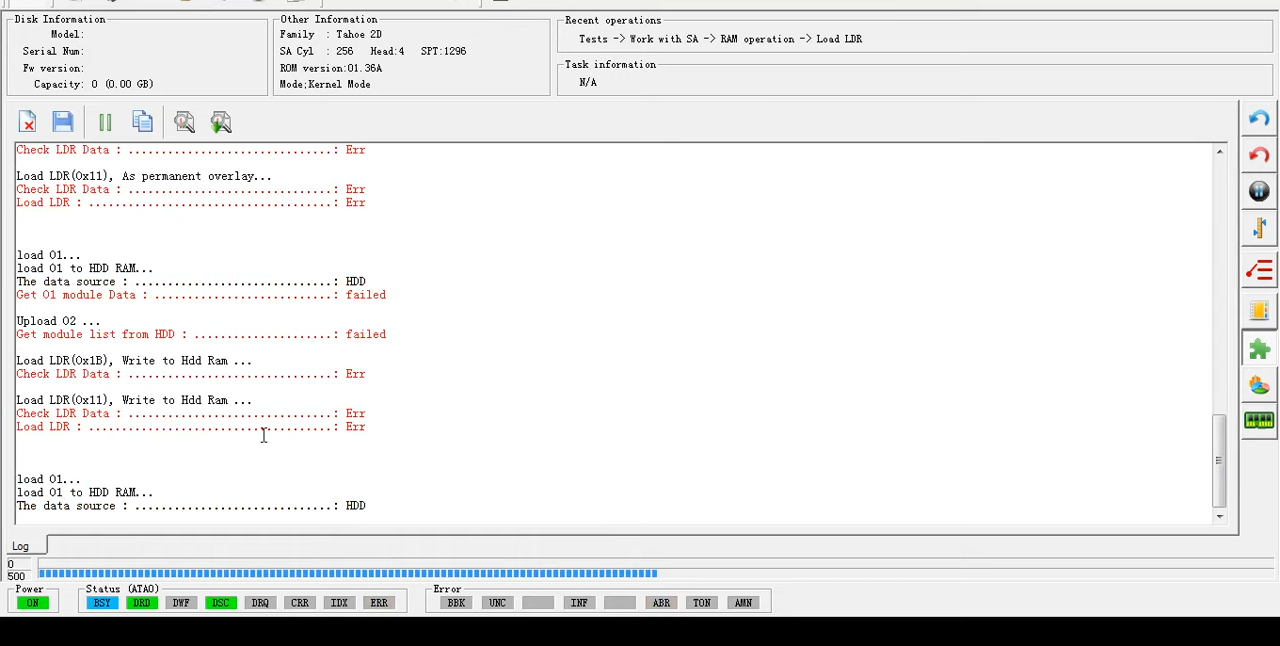 Disk Information
Model:
Serial Num:
Fw version:
Capacity: 0 (0.00 GB)
Other Information
Family : Tahoe 2D
SA Cyl : 256 Head:4 SPT:1296
ROM version:01.36A
Mode;Kernel Mode
Recent operations
Tests -> Work with SA -> RAM operation -> Load LDR
Task information
N/A
Check LDR Data : ..............................: Err
Load LDR(0x11), As permanent overlay...
Check LDR Data : ..............................: Err
Load LDR : .....................................: Err
load 01...
load 01 to HDD RAM...
The data source : ..............................: HDD
Get 01 module Data : ...........................: failed
Upload 02 ...
Get module list from HDD : .....................: failed
Load LDR(0x1B), Write to Hdd Ram ...
Check LDR Data : ..............................: Err
Load LDR(0x11), Write to Hdd Ram ...
Check LDR Data : ..............................: Err
Load LDR : .....................................: Err
load 01...
load 01 to HDD RAM...
The data source : ..............................: HDD
Log
0
500
Power
ON
Status (ATA0)
BSY DRD DWF DSC DRQ CRR IDX ERR
Error
BBK UNC INF ABR TON AMN